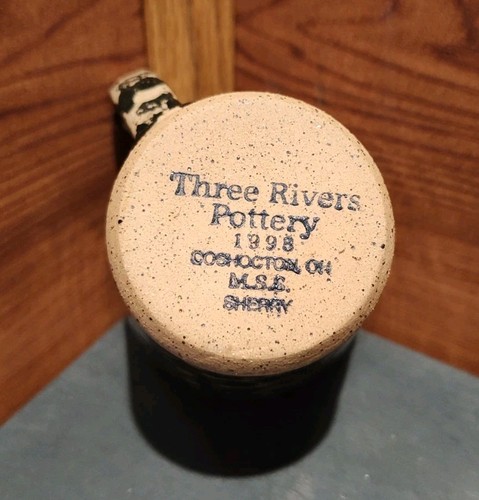 Three Rivers
Pottery
1998
COSHOCTON, OH
M.S.E.
SHERRY